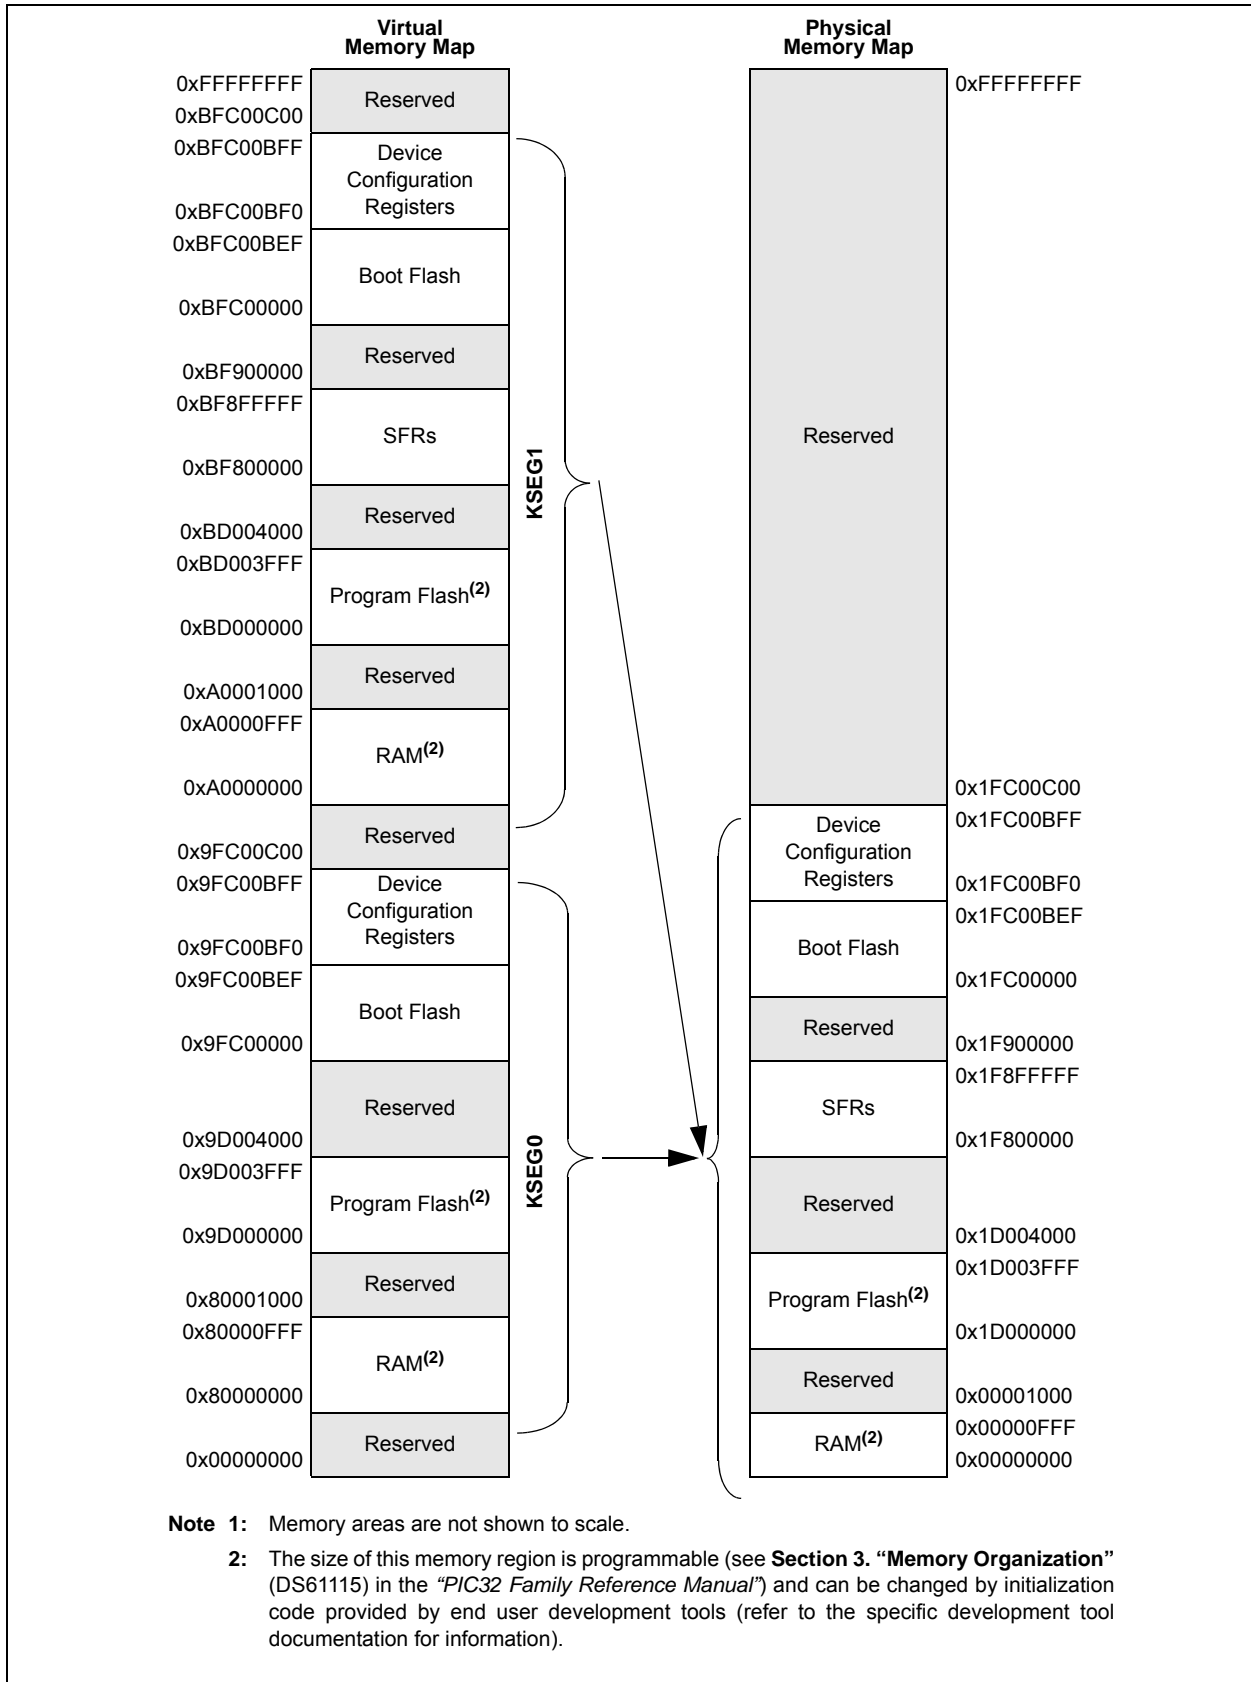 Virtual
Memory Map
0xFFFFFFFF
Reserved
0xBFC00C00
0xBFC00BFF
Device
Configuration
Registers
0xBFC00BF0
0xBFC00BEF
Boot Flash
0xBFC00000
Reserved
0xBF900000
0xBF8FFFFF
SFRs
0xBF800000
Reserved
0xBD004000
0xBD003FFF
Program Flash(2)
0xBD000000
Reserved
0xA0001000
0xA0000FFF
RAM(2)
0xA0000000
Reserved
0x9FC00C00
0x9FC00BFF
Device
Configuration
Registers
0x9FC00BF0
0x9FC00BEF
Boot Flash
0x9FC00000
Reserved
0x9D004000
0x9D003FFF
Program Flash(2)
0x9D000000
Reserved
0x80001000
0x80000FFF
RAM(2)
0x80000000
Reserved
0x00000000
KSEG1
KSEG0
Physical
Memory Map
0xFFFFFFFF
Reserved
0x1FC00C00
0x1FC00BFF
Device
Configuration
Registers
0x1FC00BF0
0x1FC00BEF
Boot Flash
0x1FC00000
Reserved
0x1F900000
0x1F8FFFFF
SFRs
0x1F800000
Reserved
0x1D004000
0x1D003FFF
Program Flash(2)
0x1D000000
Reserved
0x00001000
0x00000FFF
RAM(2)
0x00000000
Note 1: Memory areas are not shown to scale.
2: The size of this memory region is programmable (see Section 3. “Memory Organization”
(DS61115) in the “PIC32 Family Reference Manual”) and can be changed by initialization
code provided by end user development tools (refer to the specific development tool
documentation for information).